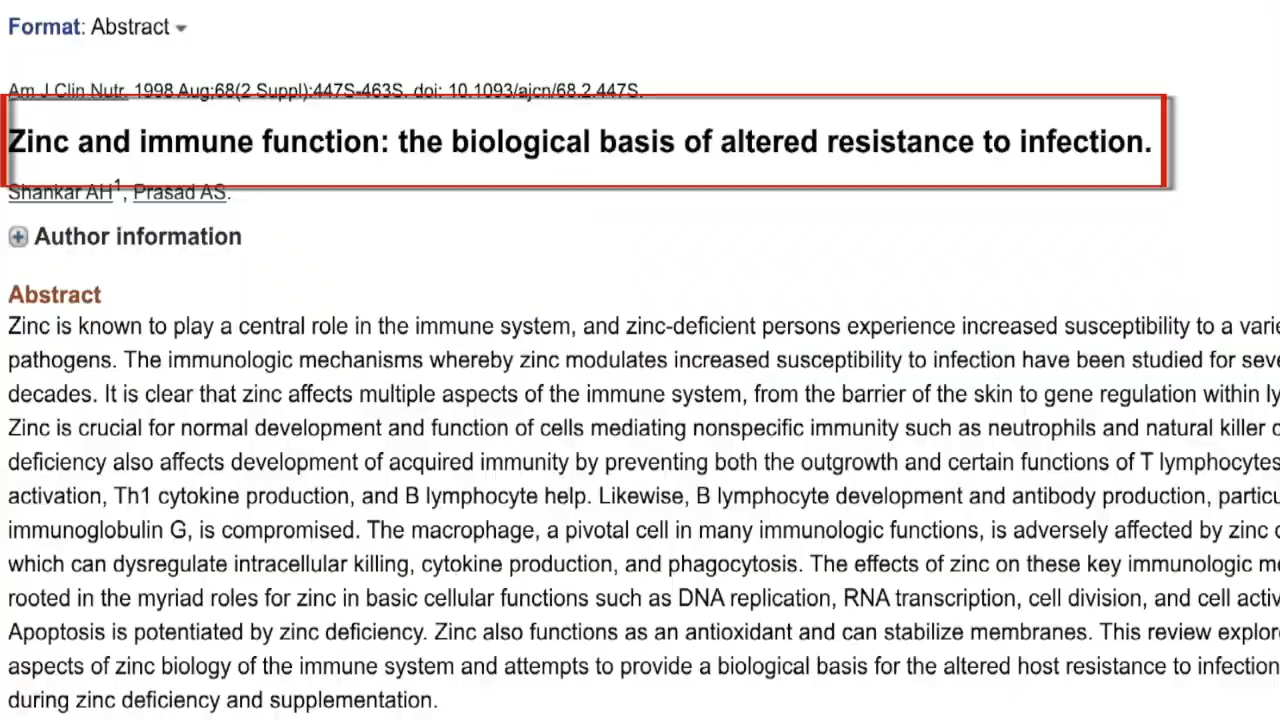 Format: Abstract
Am J Clin Nutr. 1998 Aug;68(2 Suppl):447S-463S. doi: 10.1093/ajcn/68.2.447S.
Zinc and immune function: the biological basis of altered resistance to infection.
Shankar AH1, Prasad AS.
Author information
Abstract
Zinc is known to play a central role in the immune system, and zinc-deficient persons experience increased susceptibility to a
pathogens. The immunologic mechanisms whereby zinc modulates increased susceptibility to infection have been studied for
decades. It is clear that zinc affects multiple aspects of the immune system, from the barrier of the skin to gene regulation within
Zinc is crucial for normal development and function of cells mediating nonspecific immunity such as neutrophils and natural killer
deficiency also affects development of acquired immunity by preventing both the outgrowth and certain functions of T lymphocytes
activation, Th1 cytokine production, and B lymphocyte help. Likewise, B lymphocyte development and antibody production,
immunoglobulin G, is compromised. The macrophage, a pivotal cell in many immunologic functions, is adversely affected by zinc
which can dysregulate intracellular killing, cytokine production, and phagocytosis. The effects of zinc on these key immunologic
rooted in the myriad roles for zinc in basic cellular functions such as DNA replication, RNA transcription, cell division, and cell
Apoptosis is potentiated by zinc deficiency. Zinc also functions as an antioxidant and can stabilize membranes. This review
aspects of zinc biology of the immune system and attempts to provide a biological basis for the altered host resistance to infection
during zinc deficiency and supplementation.